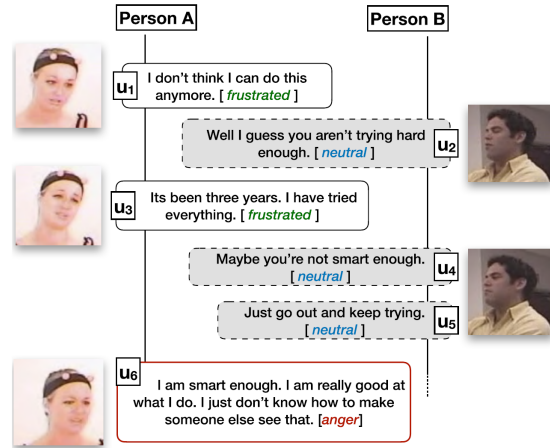 Person A
Person B
u1
I don't think I can do this
anymore. [ frustrated ]
Well I guess you aren't trying hard
enough. [ neutral ]
u2
u3
Its been three years. I have tried
everything. [ frustrated ]
Maybe you're not smart enough.
[ neutral ]
u4
Just go out and keep trying.
[ neutral ]
u5
u6
I am smart enough. I am really good at
what I do. I just don't know how to make
someone else see that. [anger]